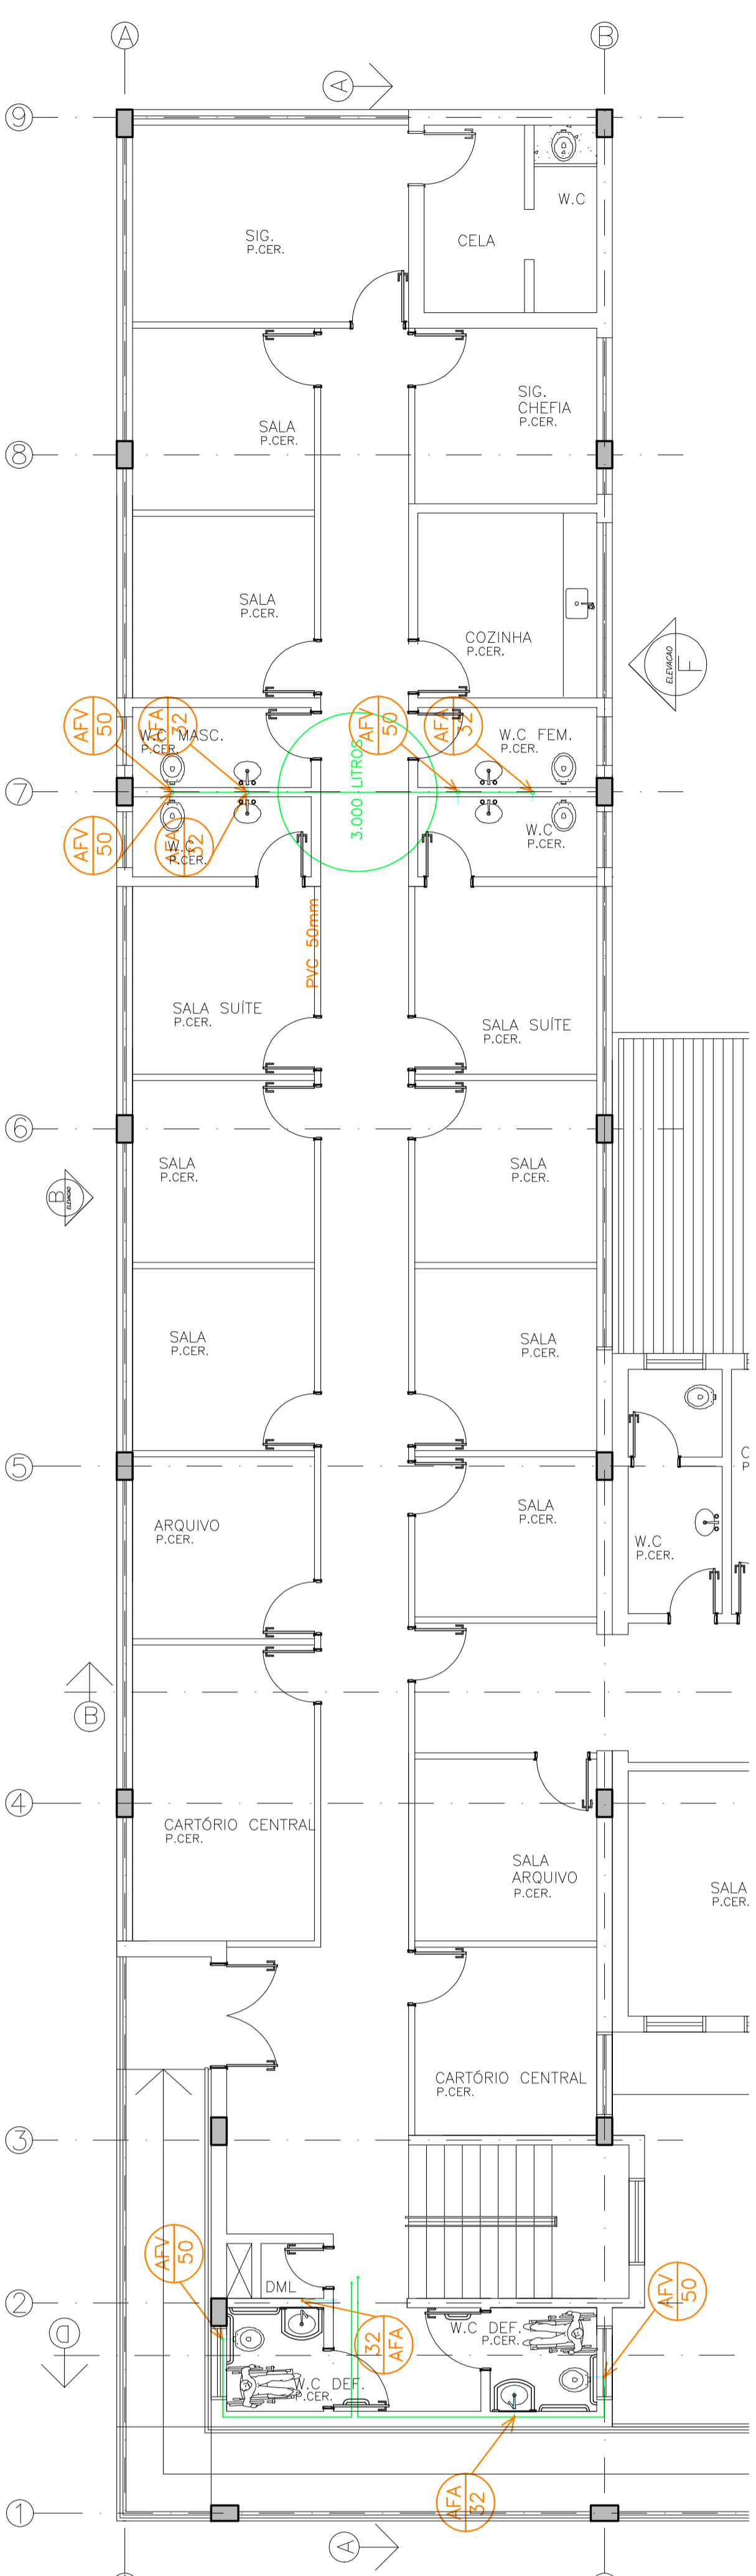 A
B
A
9
W.C
SIG.
P.CER.
CELA
SIG.
CHEFIA
P.CER.
SALA
P.CER.
8
SALA
P.CER.
COZINHA
P.CER.
ELEVACAO
F
AFV
50
AFA
32
AFV
50
AFA
32
W.C MASC.
P.CER.
W.C FEM.
P.CER.
3.000 LITROS
7
AFV
50
AFA
32
W.C
P.CER.
W.C
P.CER.
PVC 50mm
SALA SUÍTE
P.CER.
SALA SUÍTE
P.CER.
6
SALA
P.CER.
SALA
P.CER.
B
ELEVACAO
SALA
P.CER.
SALA
P.CER.
5
C
P
SALA
P.CER.
ARQUIVO
P.CER.
W.C
P.CER.
B
4
CARTÓRIO CENTRAL
P.CER.
SALA
ARQUIVO
P.CER.
SALA
P.CER.
CARTÓRIO CENTRAL
P.CER.
3
AFV
50
DML
AFV
50
2
32
AFA
W.C DEF.
P.CER.
D
W.C DEF.
P.CER.
AFA
32
1
A